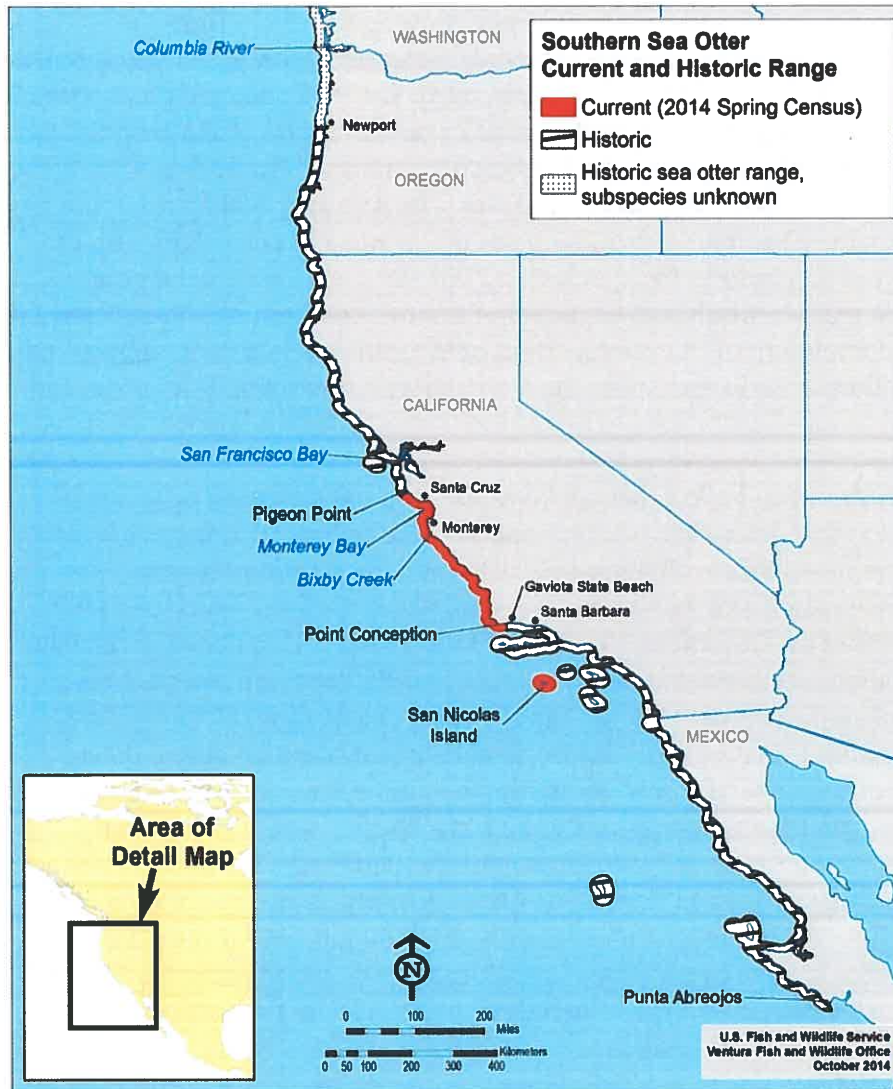 Columbia River
WASHINGTON
Southern Sea Otter
Current and Historic Range
Current (2014 Spring Census)
Historic
Historic sea otter range,
subspecies unknown
Newport
OREGON
CALIFORNIA
San Francisco Bay
Santa Cruz
Pigeon Point
Monterey
Monterey Bay
Bixby Creek
Gaviota State Beach
Santa Barbara
Point Conception
San Nicolas
Island
MEXICO
Area of
Detail Map
N
Punta Abreojos
0 100 200
Miles
Kilometers
0 50 100 200 300 400
U.S. Fish and Wildlife Service
Ventura Fish and Wildlife Office
October 2014